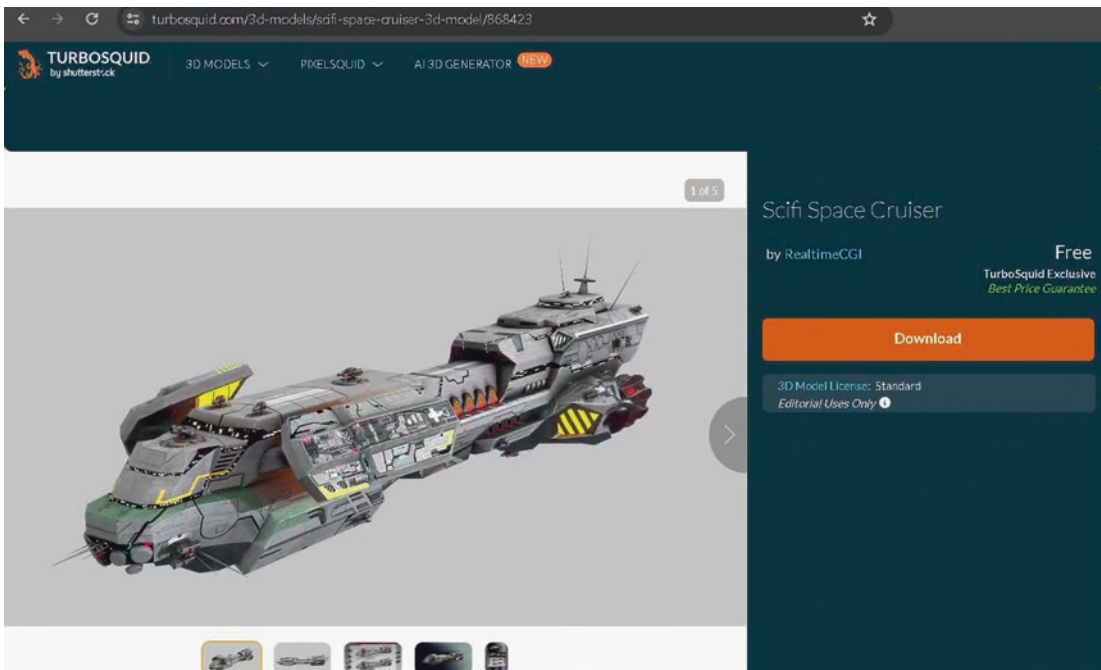 turbosquid.com/3d-models/scifi-space-cruiser-3d-model/868423
TURBOSQUID
by shutterstock
3D MODELS
PIXELSQUID
AI 3D GENERATOR NEW
1 of 5
Scifi Space Cruiser
by RealtimeCGI
Free
TurboSquid Exclusive
Best Price Guarantee
Download
3D Model License: Standard
Editorial Uses Only